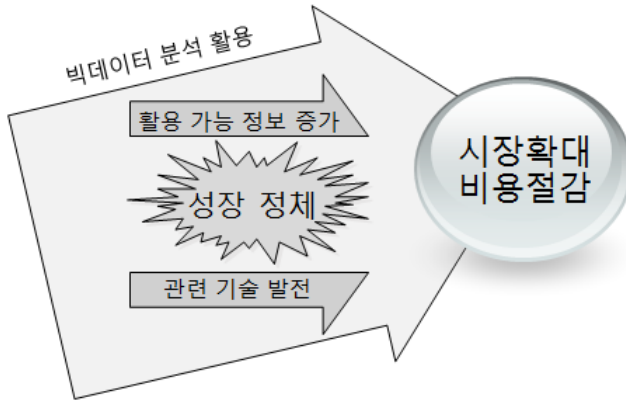 빅데이터 분석 활용
활용 가능 정보 증가
성장 정체
관련 기술 발전
시장확대
비용절감